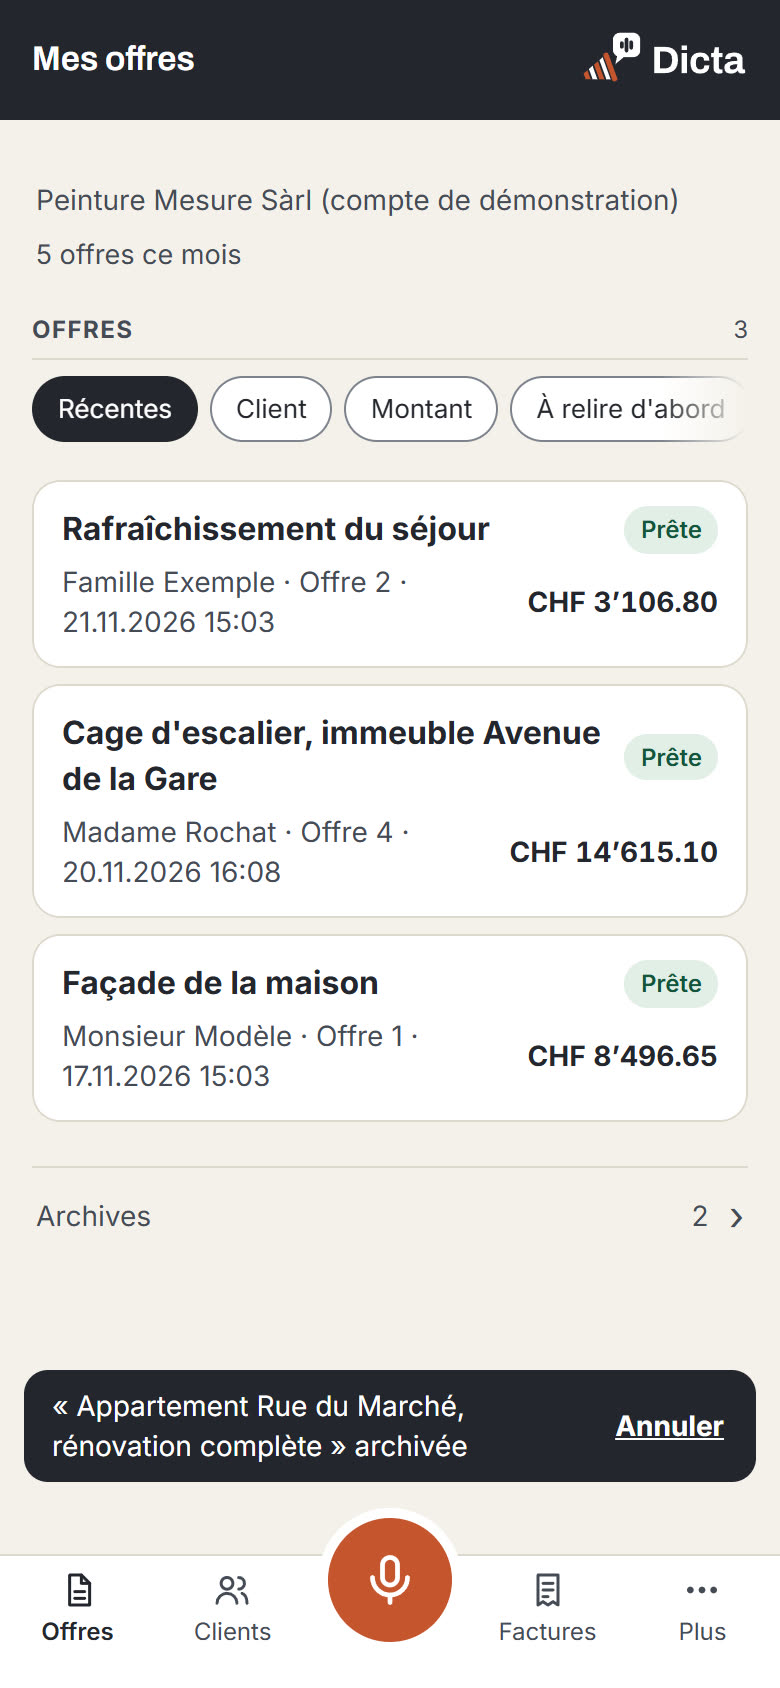 Mes offres
Dicta
Peinture Mesure Sàrl (compte de démonstration)
5 offres ce mois
OFFRES 3
Récentes Client Montant À relire d'abord
Rafraîchissement du séjour Prête
Famille Exemple · Offre 2 ·
21.11.2026 15:03
CHF 3’106.80
Cage d'escalier, immeuble Avenue
de la Gare
Prête
Madame Rochat · Offre 4 ·
20.11.2026 16:08
CHF 14’615.10
Façade de la maison Prête
Monsieur Modèle · Offre 1 ·
17.11.2026 15:03
CHF 8’496.65
Archives 2 ›
« Appartement Rue du Marché,
rénovation complète » archivée
Annuler
Offres Clients Factures Plus